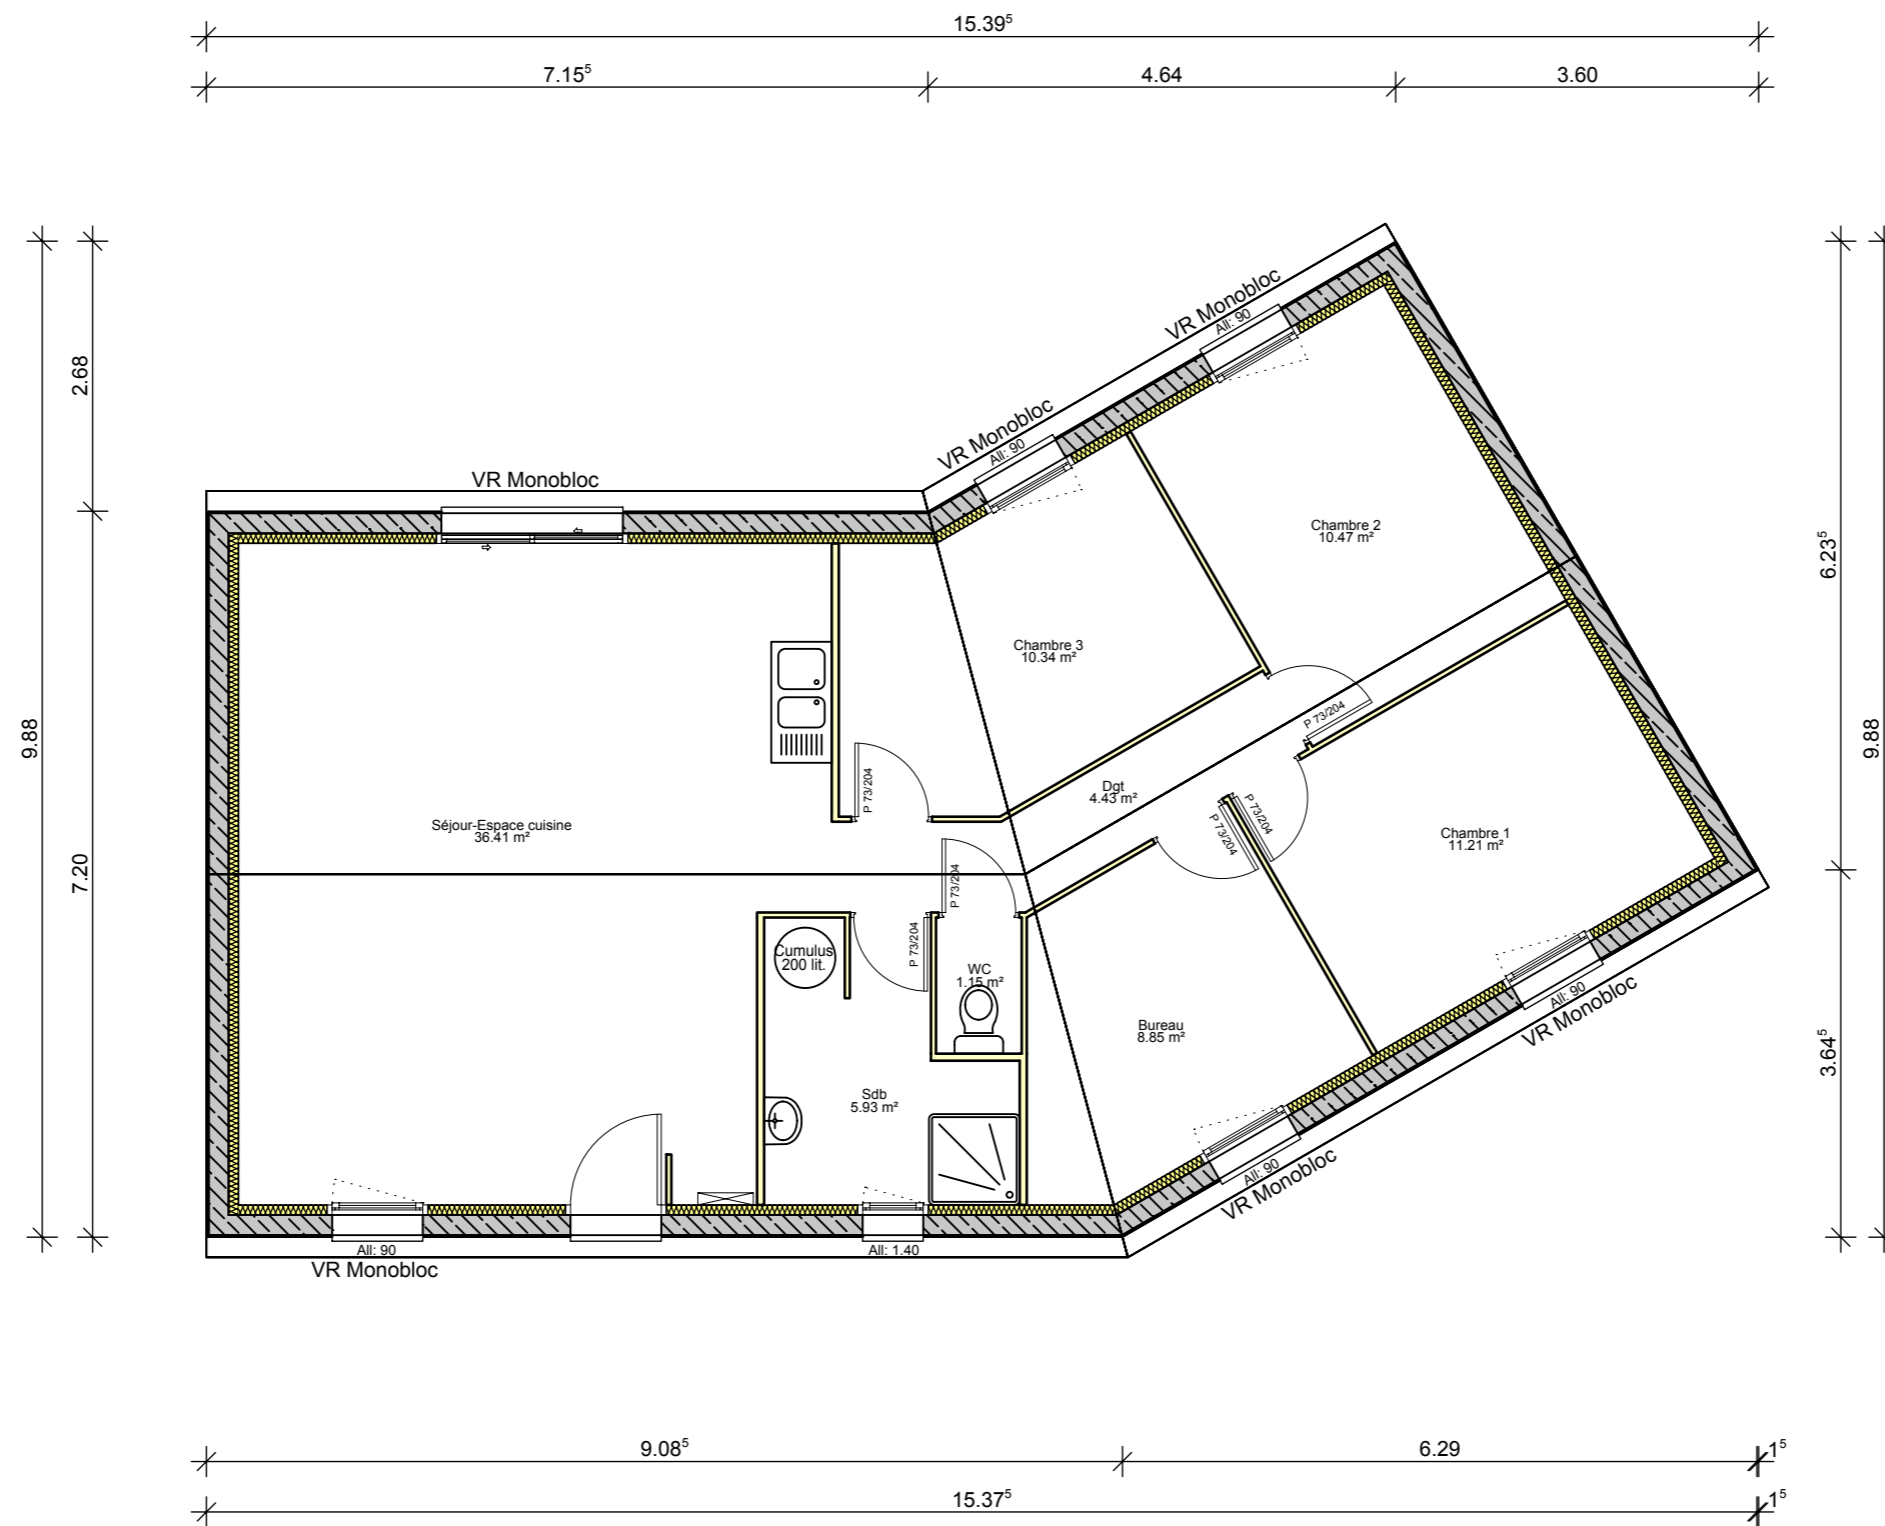 15.39⁵
7.15⁵
4.64
3.60
9.88
2.68
7.20
6.23⁵
3.64⁵
9.88
VR Monobloc
VR Monobloc
All: 90
VR Monobloc
All: 90
Chambre 2
10.47 m²
Chambre 3
10.34 m²
P 73/204
P 73/204
Dgt
4.43 m²
Séjour-Espace cuisine
36.41 m²
Chambre 1
11.21 m²
P 73/204
P 73/204
P 73/204
P 73/204
Cumulus
200 lit.
WC
1.15 m²
Bureau
8.85 m²
Sdb
5.93 m²
All: 90
VR Monobloc
All: 90
VR Monobloc
All: 90
VR Monobloc
All: 1.40
9.08⁵
6.29
1⁵
15.37⁵
1⁵